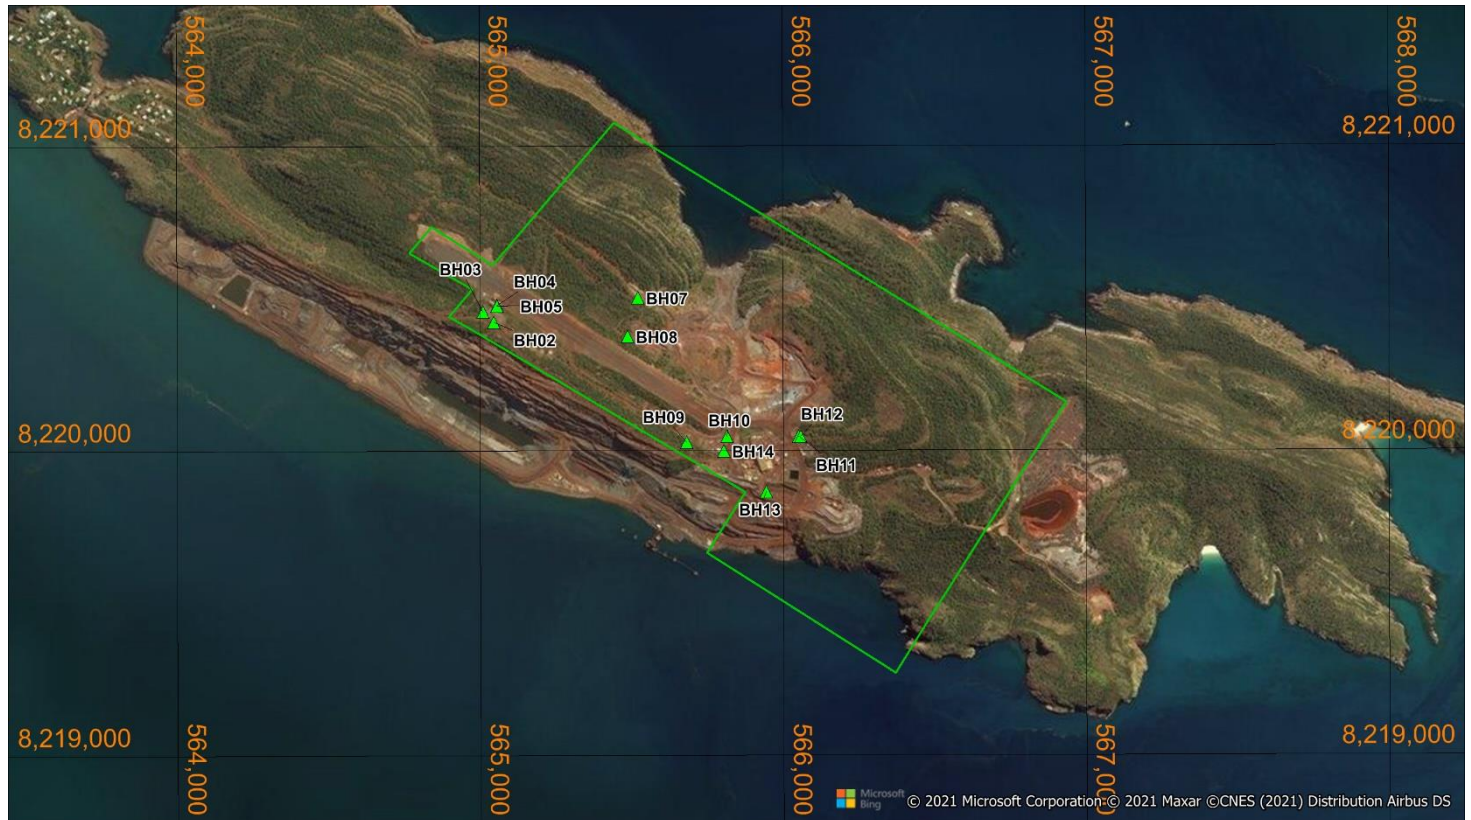 564,000
565,000
566,000
567,000
568,000
8,221,000
8,221,000
BH03
BH04
BH05
BH02
BH07
BH08
BH09
BH10
BH12
8,220,000
8,220,000
BH14
BH11
BH13
8,219,000
8,219,000
564,000
565,000
566,000
567,000
Microsoft
Bing
© 2021 Microsoft Corporation © 2021 Maxar ©CNES (2021) Distribution Airbus DS